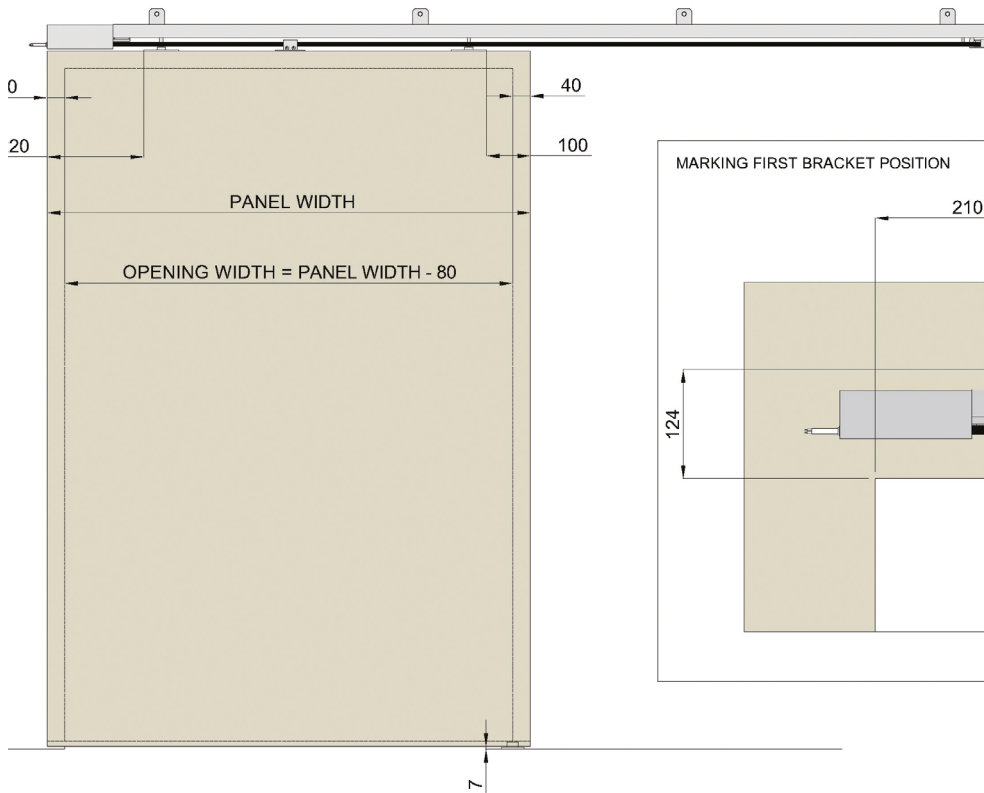 0
40
20
100
MARKING FIRST BRACKET POSITION
PANEL WIDTH
210
OPENING WIDTH = PANEL WIDTH - 80
124
7